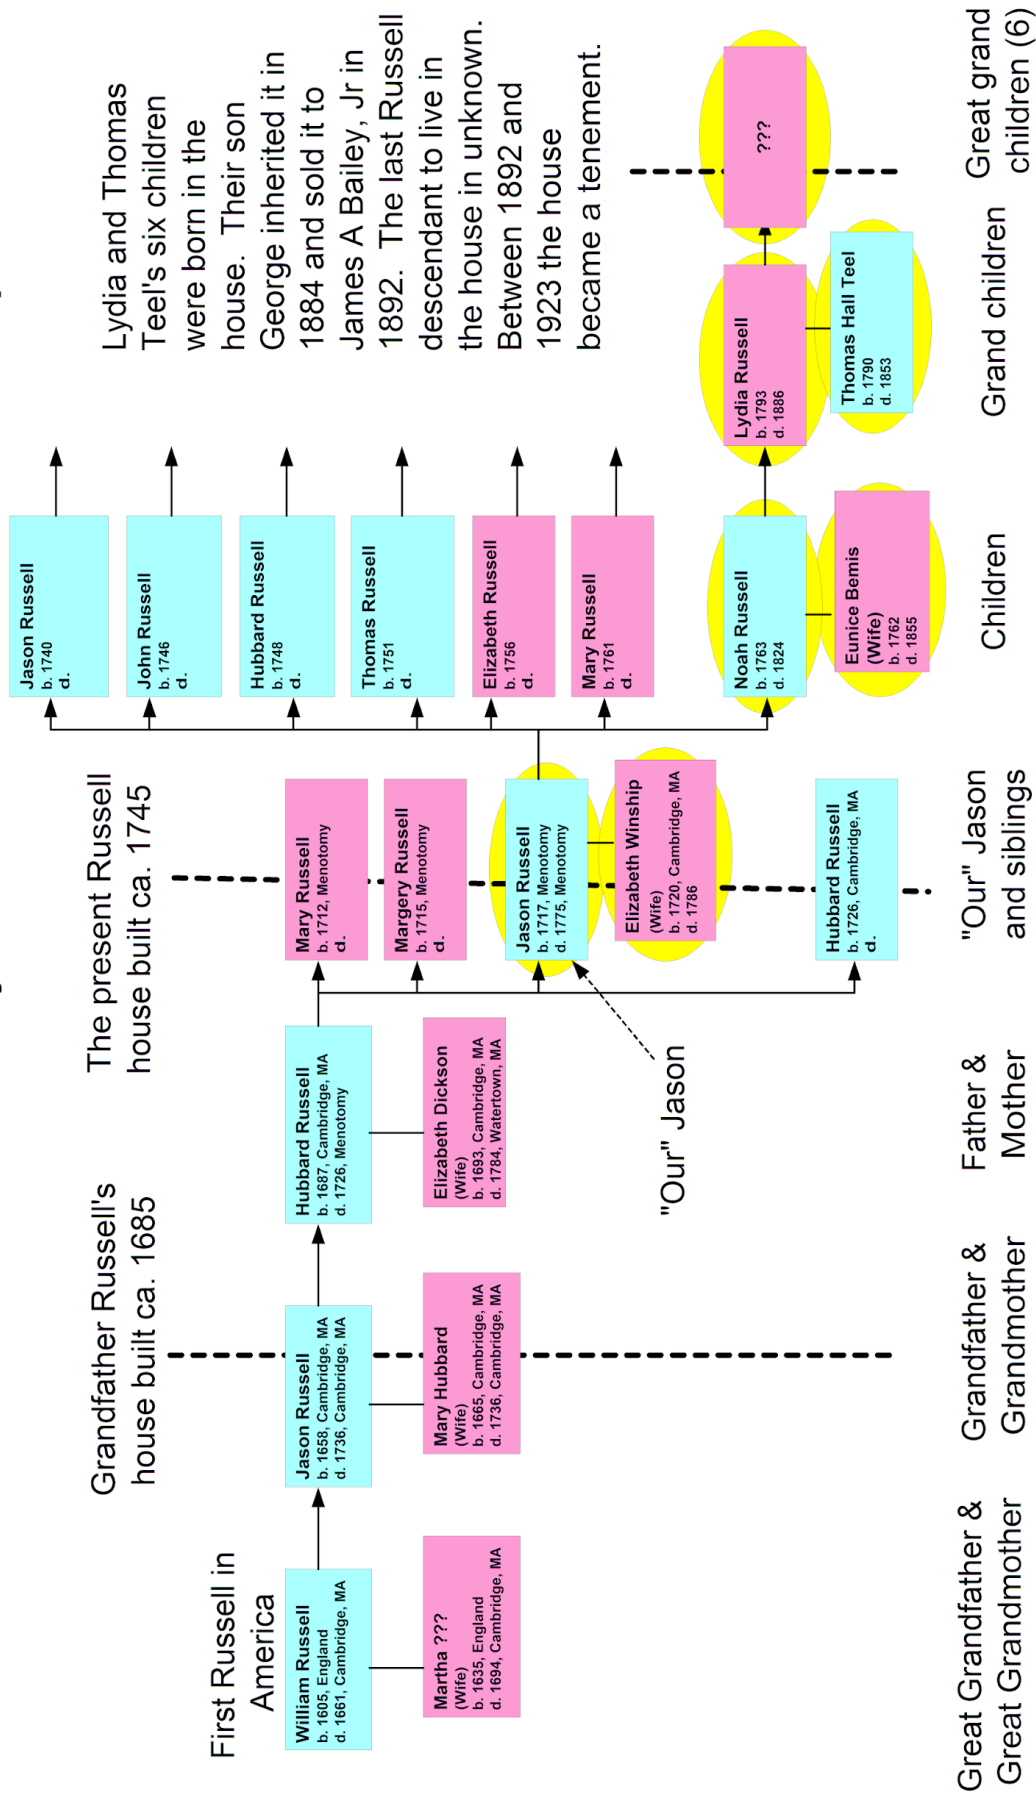 First Russell in
America
William Russell
b. 1605, England
d. 1661, Cambridge, MA
Martha ???
(Wife)
b. 1635, England
d. 1694, Cambridge, MA
Great Grandfather &
Great Grandmother
Grandfather Russell's
house built ca. 1685
Jason Russell
b. 1658, Cambridge, MA
d. 1736, Cambridge, MA
Mary Hubbard
(Wife)
b. 1665, Cambridge, MA
d. 1736, Cambridge, MA
Grandfather &
Grandmother
Hubbard Russell
b. 1687, Cambridge, MA
d. 1726, Menotomy
Elizabeth Dickson
(Wife)
b. 1693, Cambridge, MA
d. 1784, Watertown, MA
Father &
Mother
The present Russell
house built ca. 1745
Mary Russell
b. 1712, Menotomy
d.
Margery Russell
b. 1715, Menotomy
d.
Jason Russell
b. 1717, Menotomy
d. 1775, Menotomy
Elizabeth Winship
(Wife)
b. 1720, Cambridge, MA
d. 1786
Hubbard Russell
b. 1726, Cambridge, MA
d.
"Our" Jason
"Our" Jason
and siblings
Jason Russell
b. 1740
d.
John Russell
b. 1746
d.
Hubbard Russell
b. 1748
d.
Thomas Russell
b. 1751
d.
Elizabeth Russell
b. 1756
d.
Mary Russell
b. 1761
d.
Noah Russell
b. 1763
d. 1824
Eunice Bemis
(Wife)
b. 1762
d. 1855
Children
Lydia and Thomas
Teel's six children
were born in the
house. Their son
George inherited it in
1884 and sold it to
James A Bailey, Jr in
1892. The last Russell
descendant to live in
the house in unknown.
Between 1892 and
1923 the house
became a tenement.
Lydia Russell
b. 1793
d. 1886
Thomas Hall Teel
b. 1790
d. 1853
Grand children
???
Great grand
children (6)